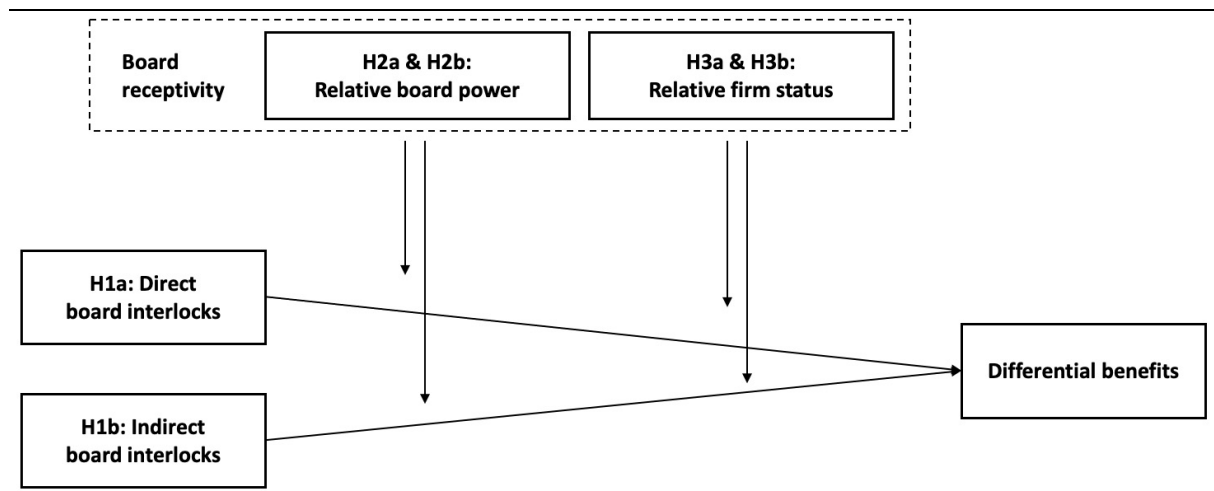 Board
receptivity
H2a & H2b:
Relative board power
H3a & H3b:
Relative firm status
H1a: Direct
board interlocks
Differential benefits
H1b: Indirect
board interlocks